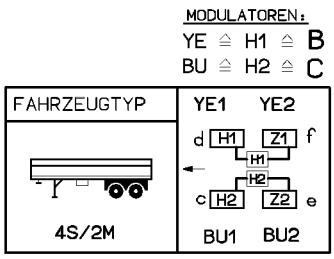 MODULATOREN:
YE ≙ H1 ≙ B
BU ≙ H2 ≙ C
FAHRZEUGTYP
4S/2M
YE1 YE2
d H1 Z1 f
H1
H2
c H2 Z2 e
BU1 BU2